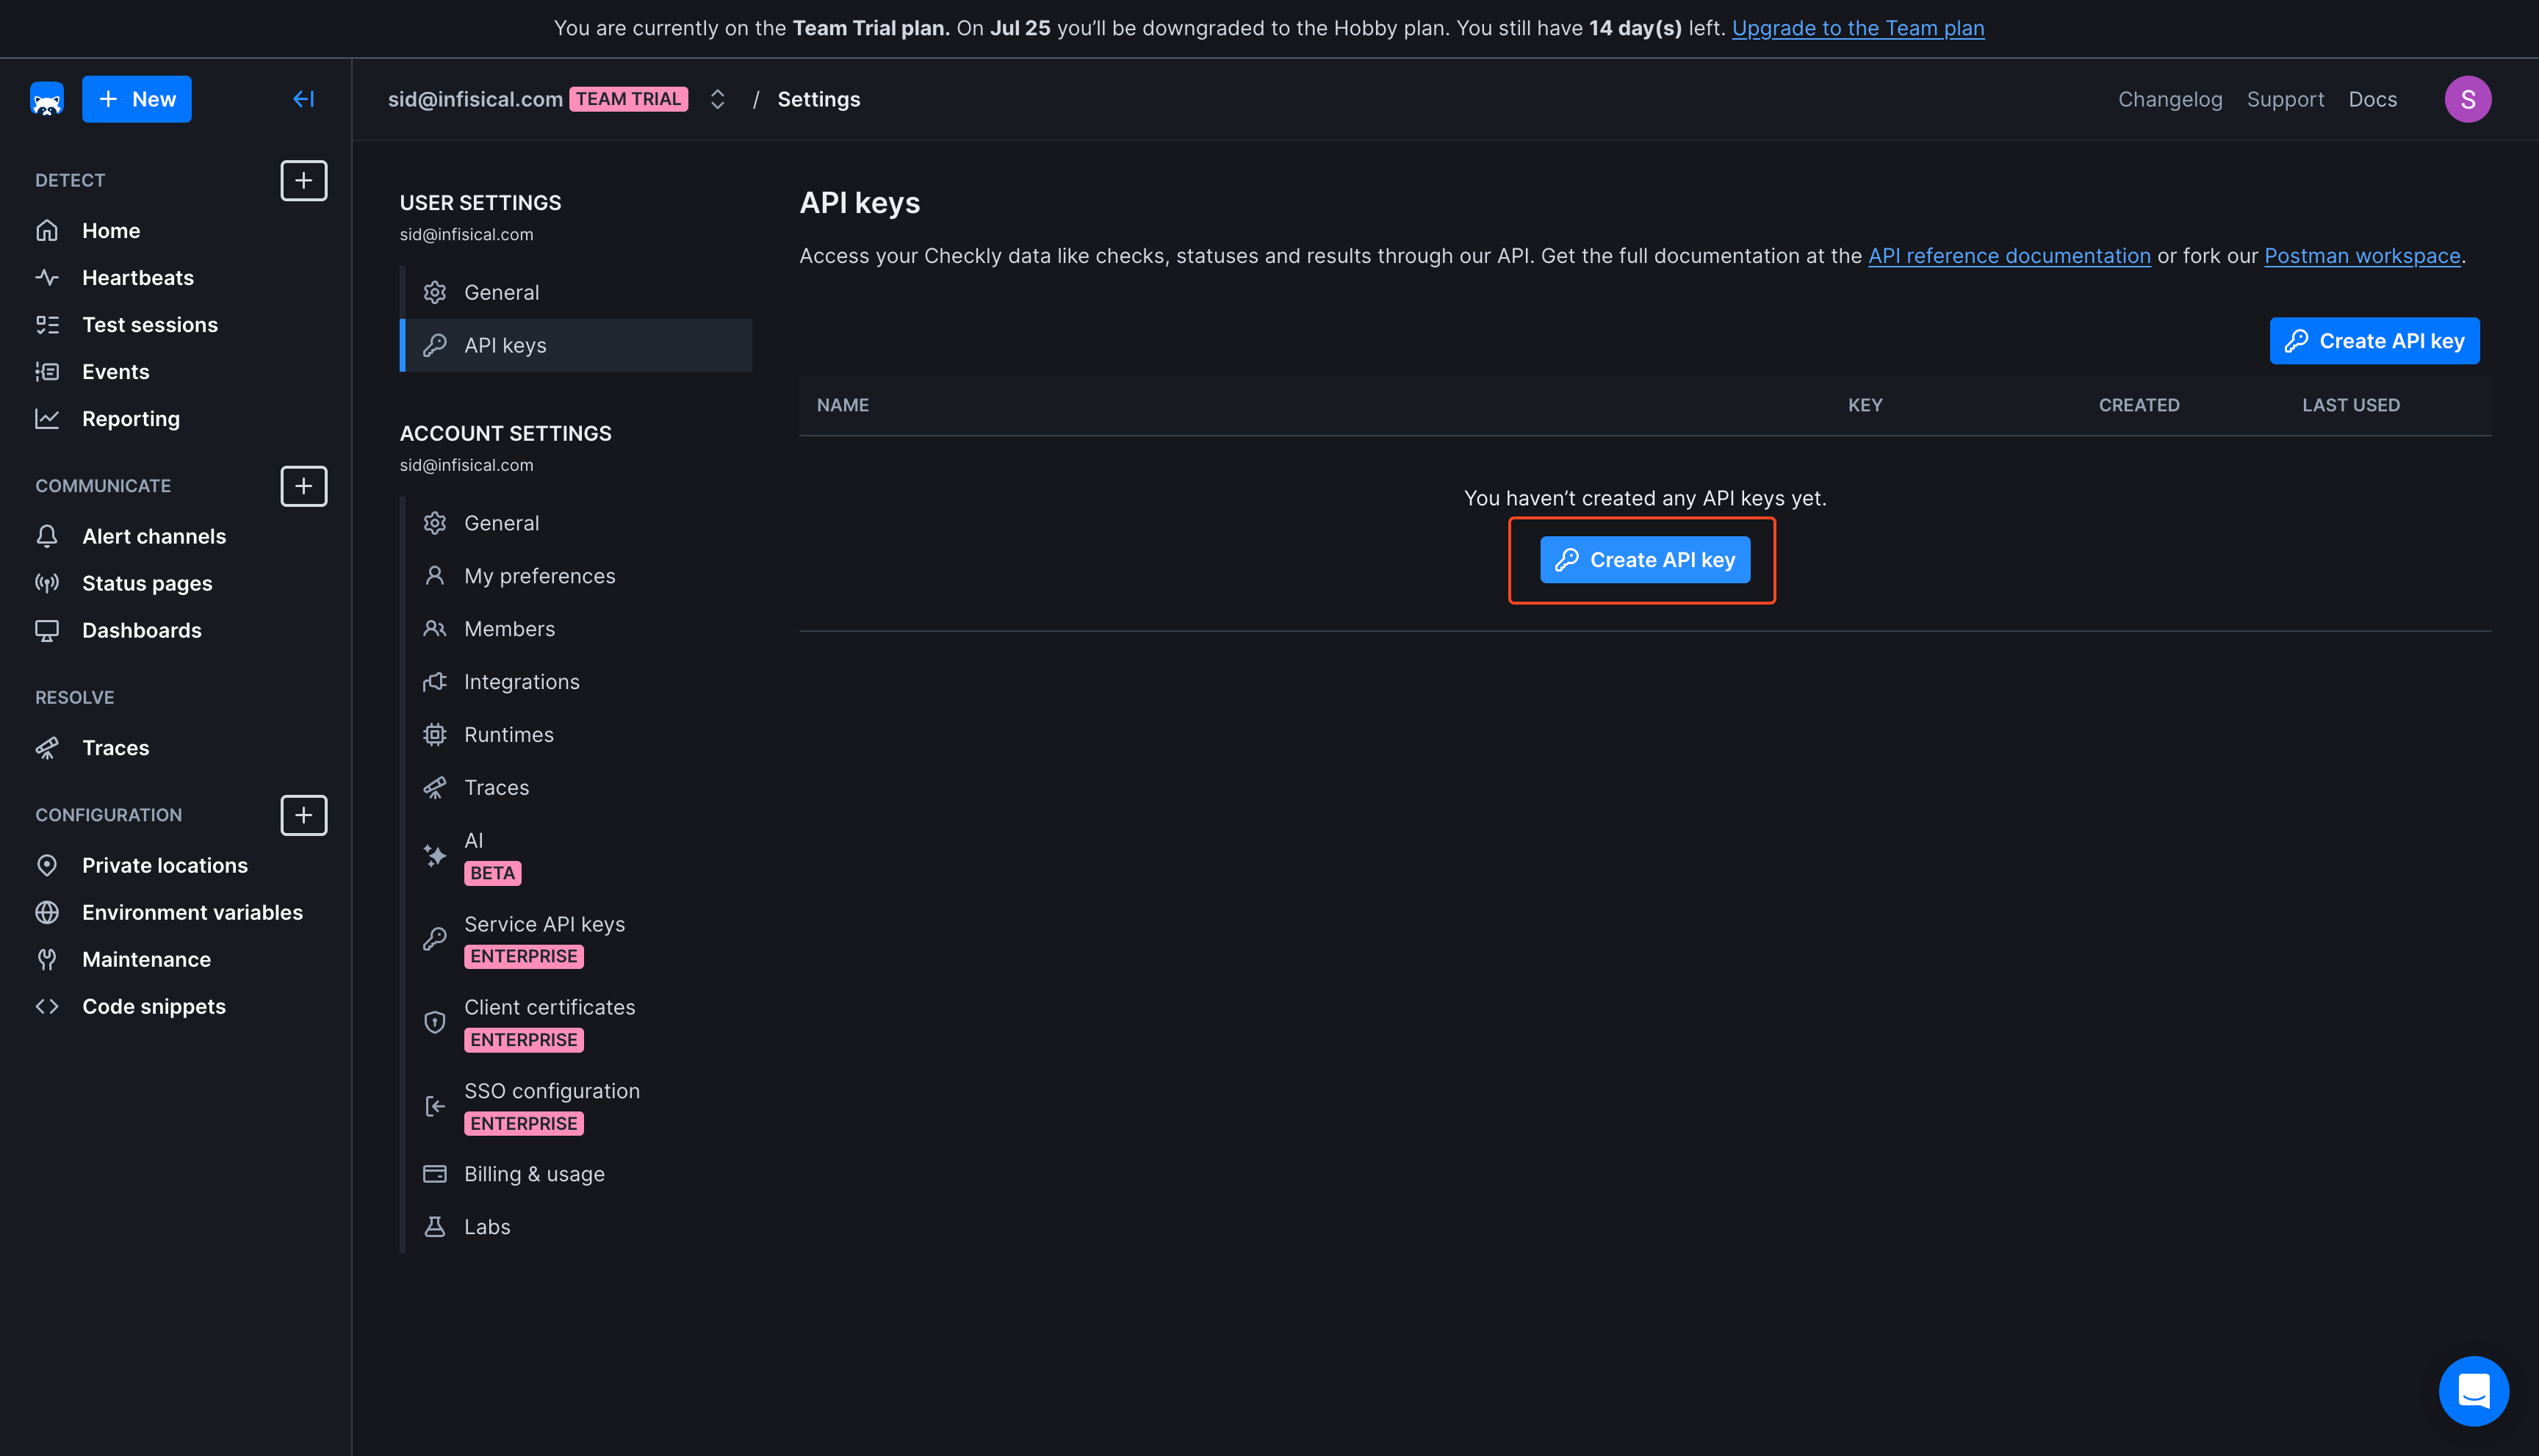 You are currently on the Team Trial plan. On Jul 25 you’ll be downgraded to the Hobby plan. You still have 14 day(s) left. Upgrade to the Team plan
New
sid@infisical.com TEAM TRIAL / Settings
Changelog Support Docs S
DETECT
Home
Heartbeats
Test sessions
Events
Reporting
COMMUNICATE
Alert channels
Status pages
Dashboards
RESOLVE
Traces
CONFIGURATION
Private locations
Environment variables
Maintenance
Code snippets
USER SETTINGS
sid@infisical.com
General
API keys
ACCOUNT SETTINGS
sid@infisical.com
General
My preferences
Members
Integrations
Runtimes
Traces
AI
BETA
Service API keys
ENTERPRISE
Client certificates
ENTERPRISE
SSO configuration
ENTERPRISE
Billing & usage
Labs
API keys
Access your Checkly data like checks, statuses and results through our API. Get the full documentation at the API reference documentation or fork our Postman workspace.
Create API key
NAME KEY CREATED LAST USED
You haven’t created any API keys yet.
Create API key